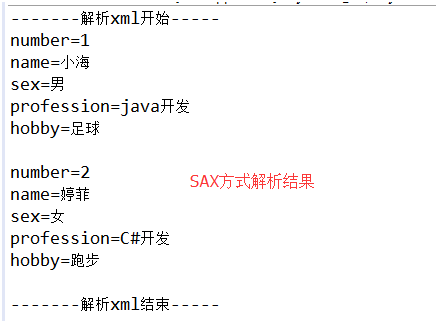 -------解析xml开始-----
number=1
name=小海
sex=男
profession=java开发
hobby=足球
number=2
name=婷菲
SAX方式解析结果
sex=女
profession=C#开发
hobby=跑步
-------解析xml结束-----